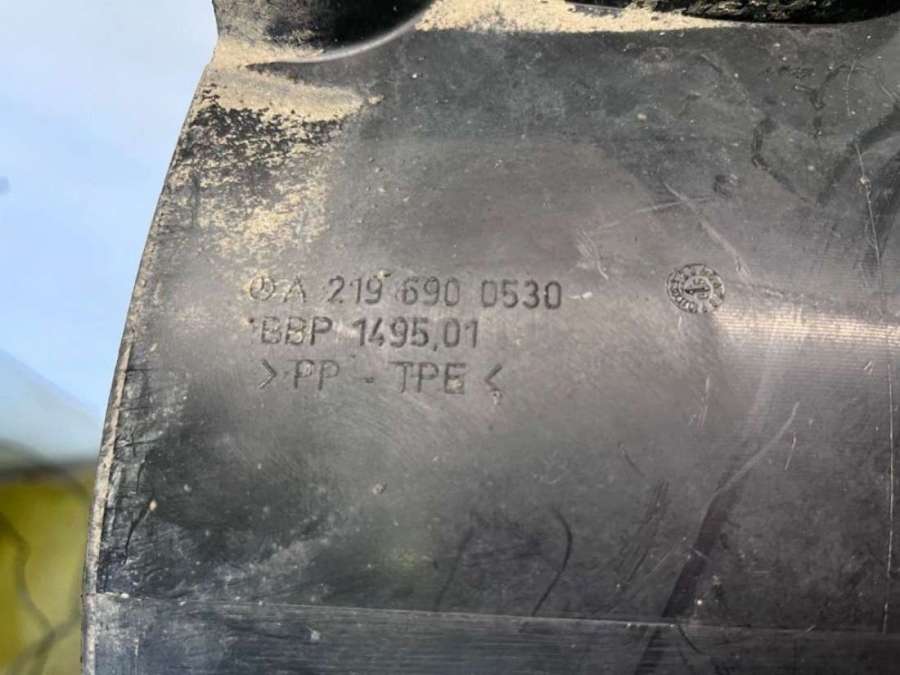 A 219 690 0530
BBP 1495,01
>PP - TPE<